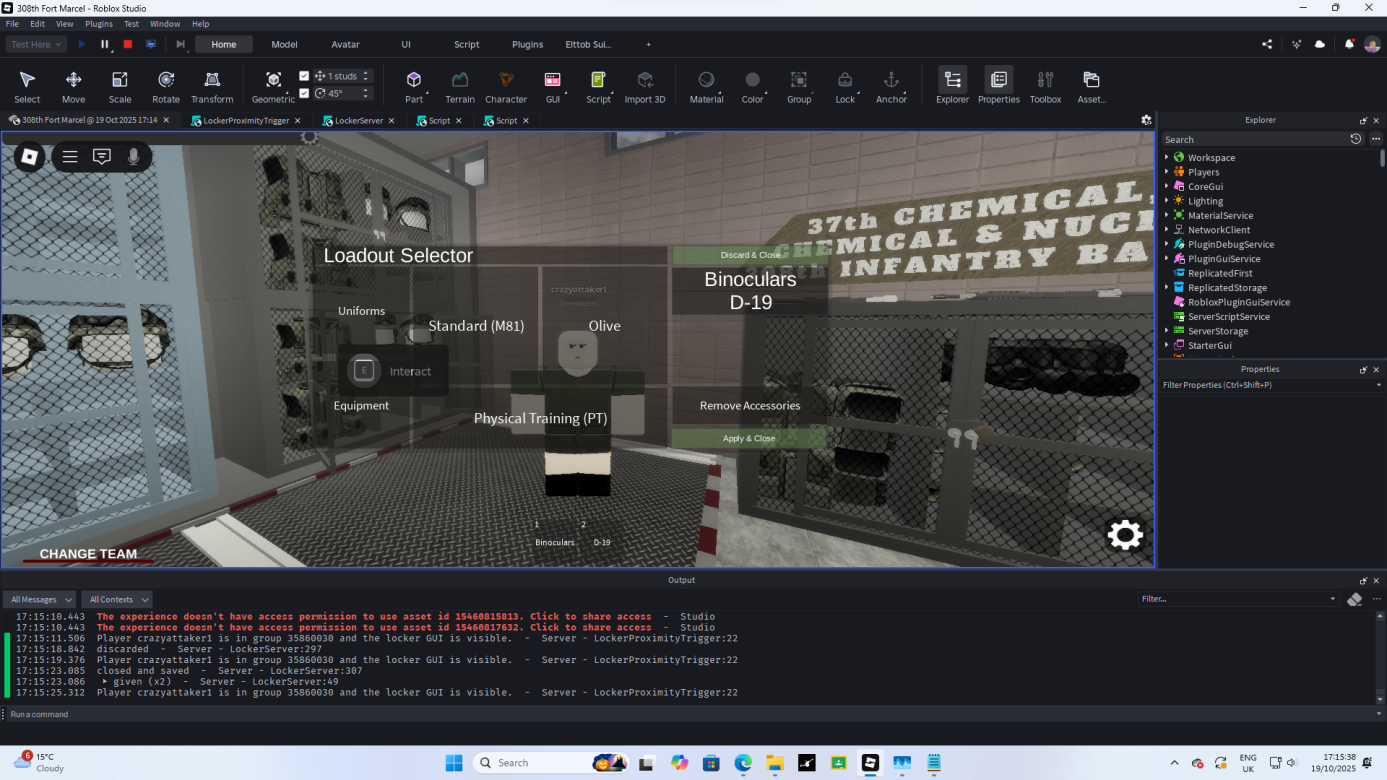 308th Fort Marcel - Roblox Studio
File Edit View Plugins Test Window Help
Test Here Home Model Avatar UI Script Plugins Elttob Sui... +
Select Move Scale Rotate Transform Geometric 1 studs 45° Part Terrain Character GUI Script Import 3D Material Color Group Lock Anchor Explorer Properties Toolbox Asset...
308th Fort Marcel @ 19 Oct 2025 17:14 LockerProximityTrigger LockerServer Script Script
37th CHEMICAL,
CHEMICAL & NUCL
308th INFANTRY BA
Loadout Selector
Discard & Close
Binoculars
D-19
crazyattaker1
Uniforms
Standard (M81)
Olive
E Interact
Equipment
Physical Training (PT)
Remove Accessories
Apply & Close
1 2
Binoculars D-19
CHANGE TEAM
Explorer
Search
Workspace
Players
CoreGui
Lighting
MaterialService
NetworkClient
PluginDebugService
PluginGuiService
ReplicatedFirst
ReplicatedStorage
RobloxPluginGuiService
ServerScriptService
ServerStorage
StarterGui
Properties
Filter Properties (Ctrl+Shift+P)
Output
All Messages All Contexts Filter...
17:15:10.443 The experience doesn't have access permission to use asset id 15460815813. Click to share access - Studio
17:15:10.443 The experience doesn't have access permission to use asset id 15460817632. Click to share access - Studio
17:15:11.506 Player crazyattaker1 is in group 35860030 and the locker GUI is visible. - Server - LockerProximityTrigger:22
17:15:18.842 discarded - Server - LockerServer:297
17:15:19.376 Player crazyattaker1 is in group 35860030 and the locker GUI is visible. - Server - LockerProximityTrigger:22
17:15:23.085 closed and saved - Server - LockerServer:307
17:15:23.086 ▸ given (x2) - Server - LockerServer:49
17:15:25.312 Player crazyattaker1 is in group 35860030 and the locker GUI is visible. - Server - LockerProximityTrigger:22
Run a command
6
15°C
Cloudy
Search
ENG
UK
17:15:38
19/10/2025